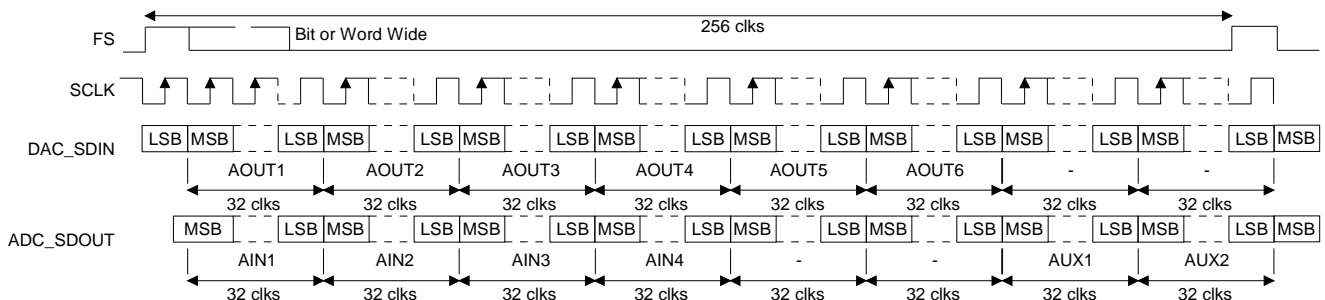 256 clks
FS Bit or Word Wide
SCLK
DAC_SDIN LSB MSB LSB MSB LSB MSB LSB MSB LSB MSB LSB MSB LSB MSB LSB MSB LSB MSB
AOUT1 AOUT2 AOUT3 AOUT4 AOUT5 AOUT6 - -
32 clks 32 clks 32 clks 32 clks 32 clks 32 clks 32 clks 32 clks
ADC_SDOUT MSB LSB MSB LSB MSB LSB MSB LSB MSB LSB MSB LSB MSB LSB MSB LSB MSB
AIN1 AIN2 AIN3 AIN4 - - AUX1 AUX2
32 clks 32 clks 32 clks 32 clks 32 clks 32 clks 32 clks 32 clks